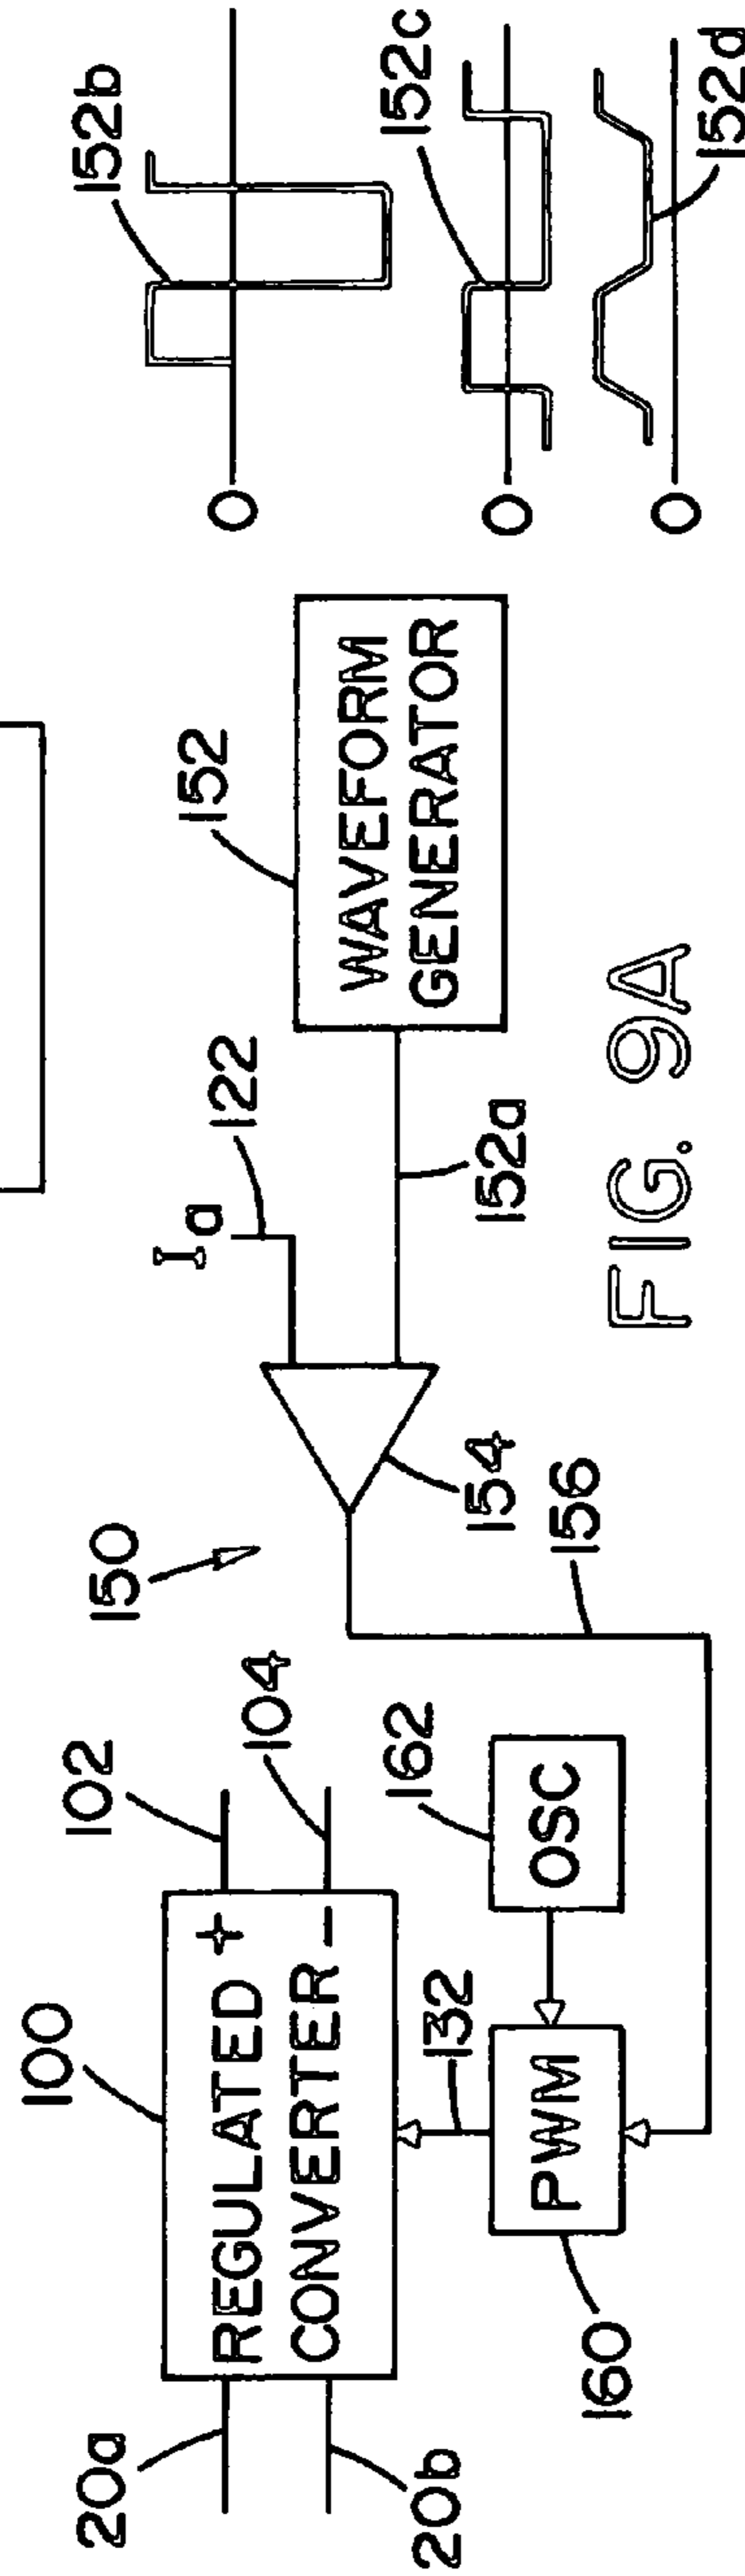 100
102
20a
REGULATED +
CONVERTER –
104
20b
132
162
PWM
OSC
160
150
154
156
Ia
122
152a
152
WAVEFORM
GENERATOR
FIG. 9A
152b
0
152c
0
152d
0